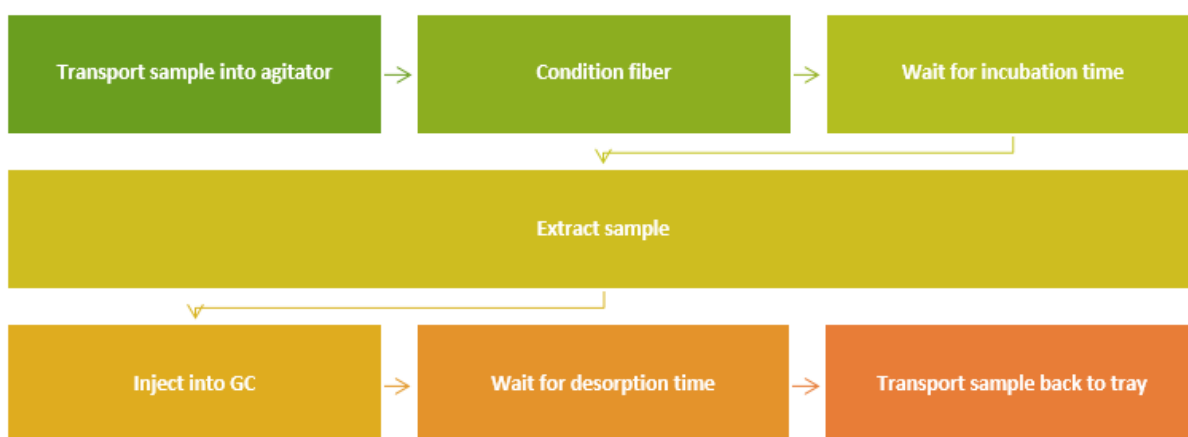 Transport sample into agitator
Condition fiber
Wait for incubation time
Extract sample
Inject into GC
Wait for desorption time
Transport sample back to tray